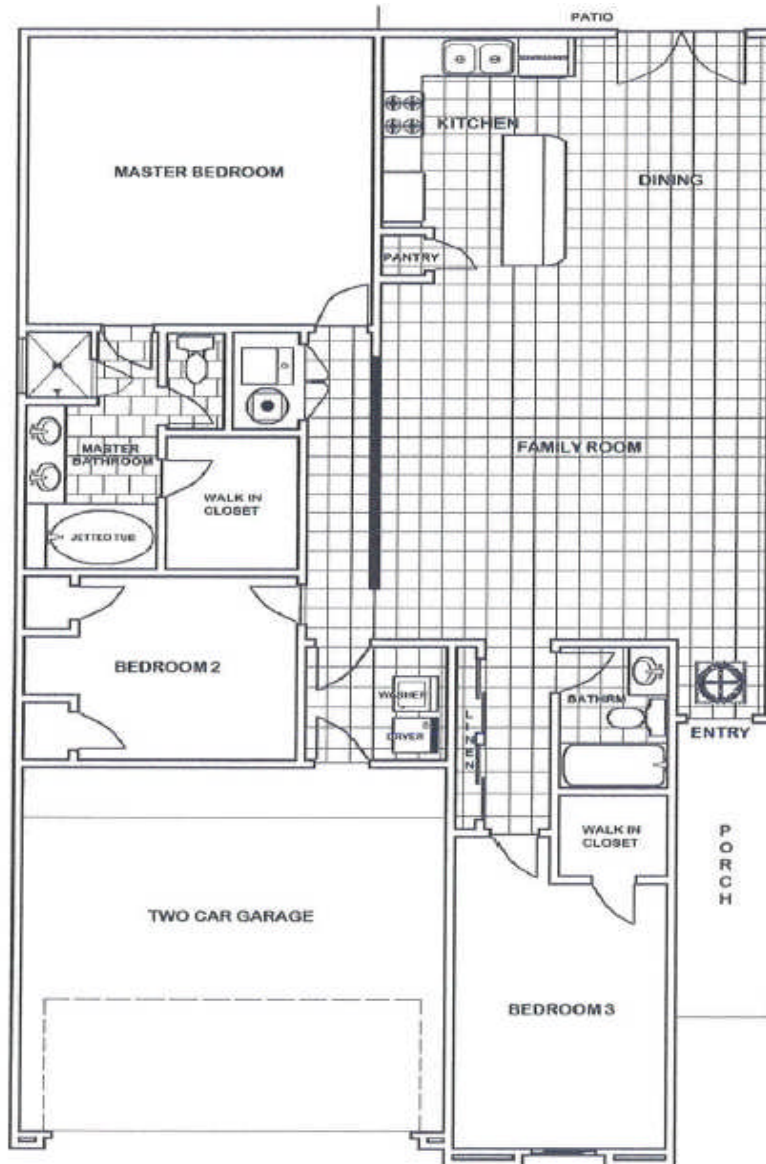 PATIO
KITCHEN
MASTER BEDROOM
DINING
PANTRY
MASTER
BATHROOM
FAMILY ROOM
WALK IN
CLOSET
JETTED TUB
BEDROOM 2
WASHER
DRYER
LINEN
BATHRM
ENTRY
WALK IN
CLOSET
PORCH
TWO CAR GARAGE
BEDROOM 3